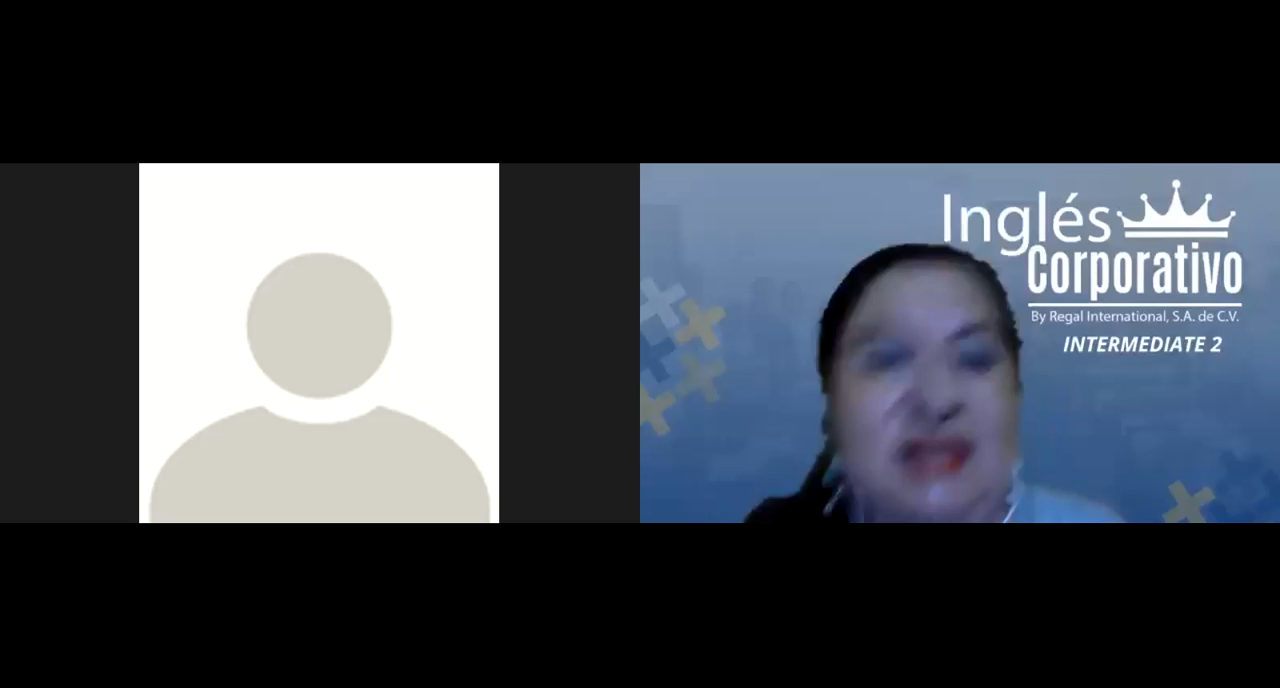 Inglés
Corporativo
By Regal International, S.A. de C.V.
INTERMEDIATE 2